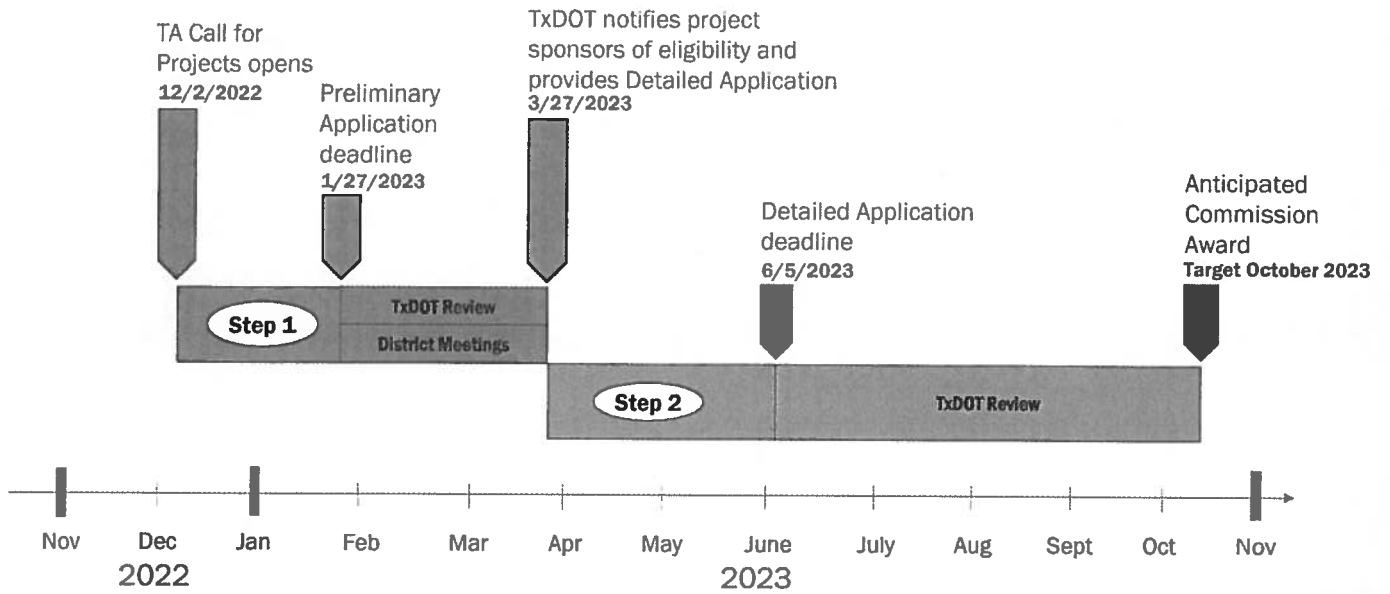 TA Call for
Projects opens
12/2/2022
Preliminary
Application
deadline
1/27/2023
TxDOT notifies project
sponsors of eligibility and
provides Detailed Application
3/27/2023
Detailed Application
deadline
6/5/2023
Anticipated
Commission
Award
Target October 2023
Step 1
TxDOT Review
District Meetings
Step 2
TxDOT Review
Nov Dec Jan Feb Mar Apr May June July Aug Sept Oct Nov
2022 2023